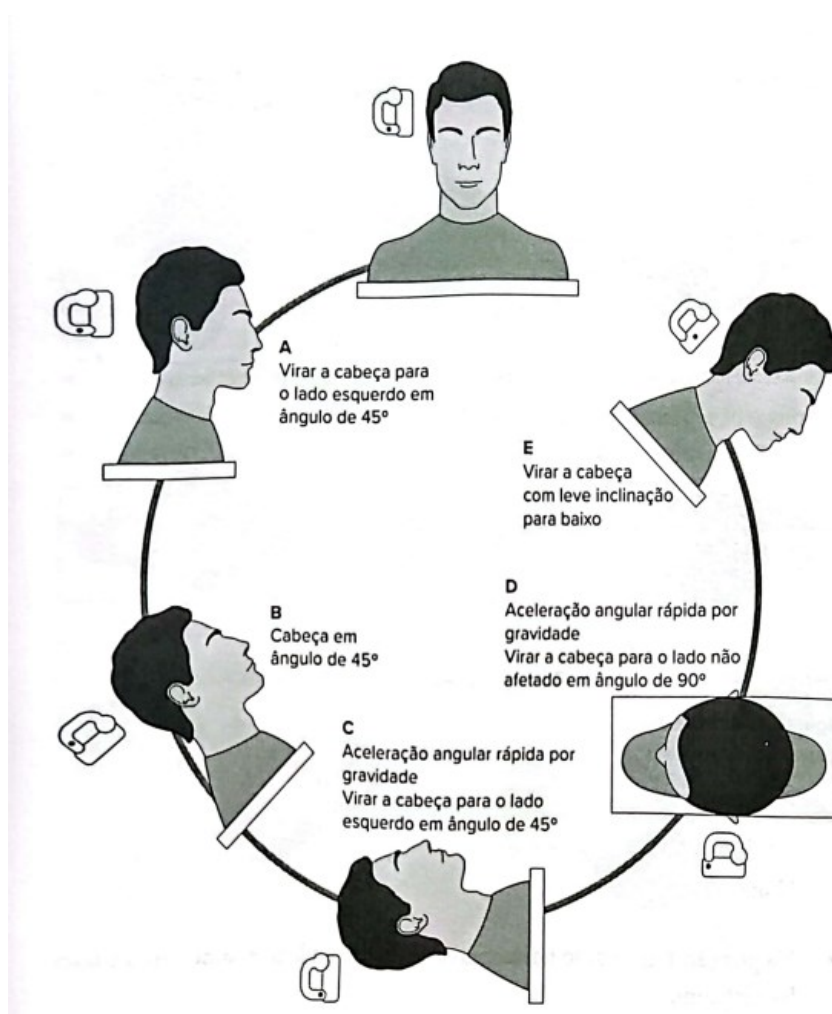 A
Virar a cabeça para
o lado esquerdo em
ângulo de 45º
E
Virar a cabeça
com leve inclinação
para baixo
D
Aceleração angular rápida por
gravidade
Virar a cabeça para o lado não
afetado em ângulo de 90º
B
Cabeça em
ângulo de 45º
C
Aceleração angular rápida por
gravidade
Virar a cabeça para o lado
esquerdo em ângulo de 45º